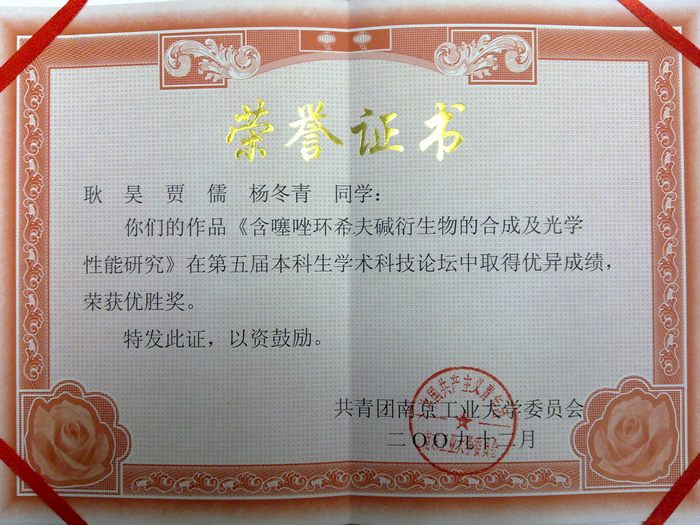 荣誉证书
耿昊 贾儒 杨冬青 同学：
你们的作品《含噻唑环希夫碱衍生物的合成及光学
性能研究》在第五届本科生学术科技论坛中取得优异成绩，
荣获优胜奖。
特发此证，以资鼓励。
共青团南京工业大学委员会
二〇〇九十二月